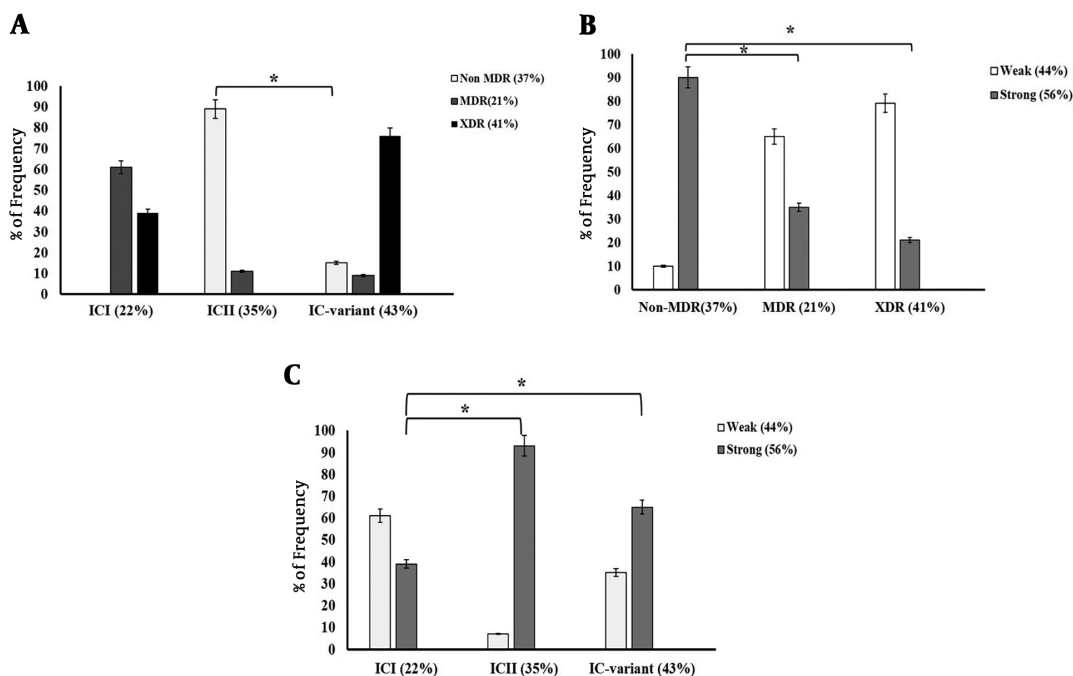 A
% of Frequency
100
90
80
70
60
50
40
30
20
10
0
*
Non MDR (37%)
MDR(21%)
XDR (41%)
ICI (22%)
ICII (35%)
IC-variant (43%)
B
% of Frequency
100
90
80
70
60
50
40
30
20
10
0
*
*
Weak (44%)
Strong (56%)
Non-MDR(37%)
MDR (21%)
XDR (41%)
C
% of Frequency
100
90
80
70
60
50
40
30
20
10
0
*
*
Weak (44%)
Strong (56%)
ICI (22%)
ICII (35%)
IC-variant (43%)